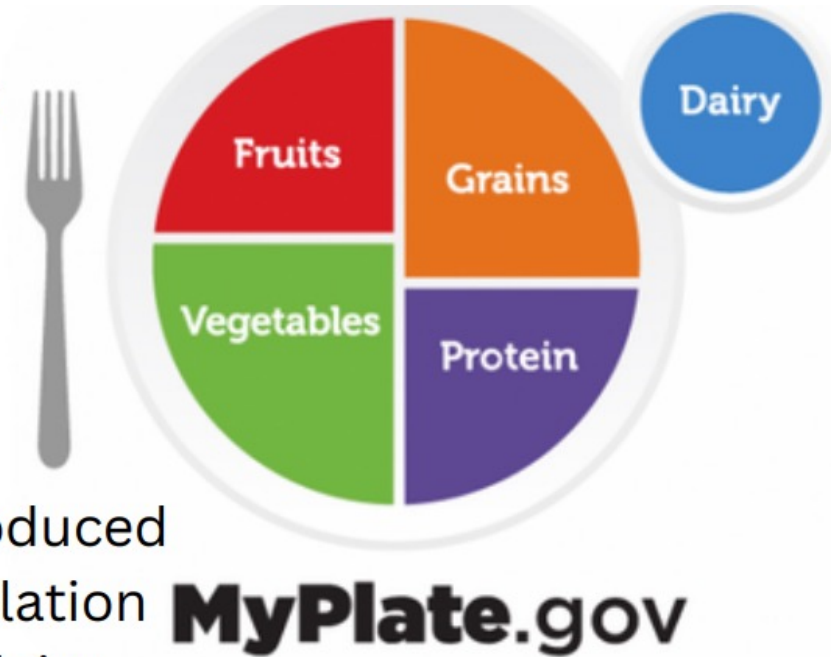 Dairy
Fruits
Grains
Vegetables
Protein
oduced
lation
MyPlate.gov